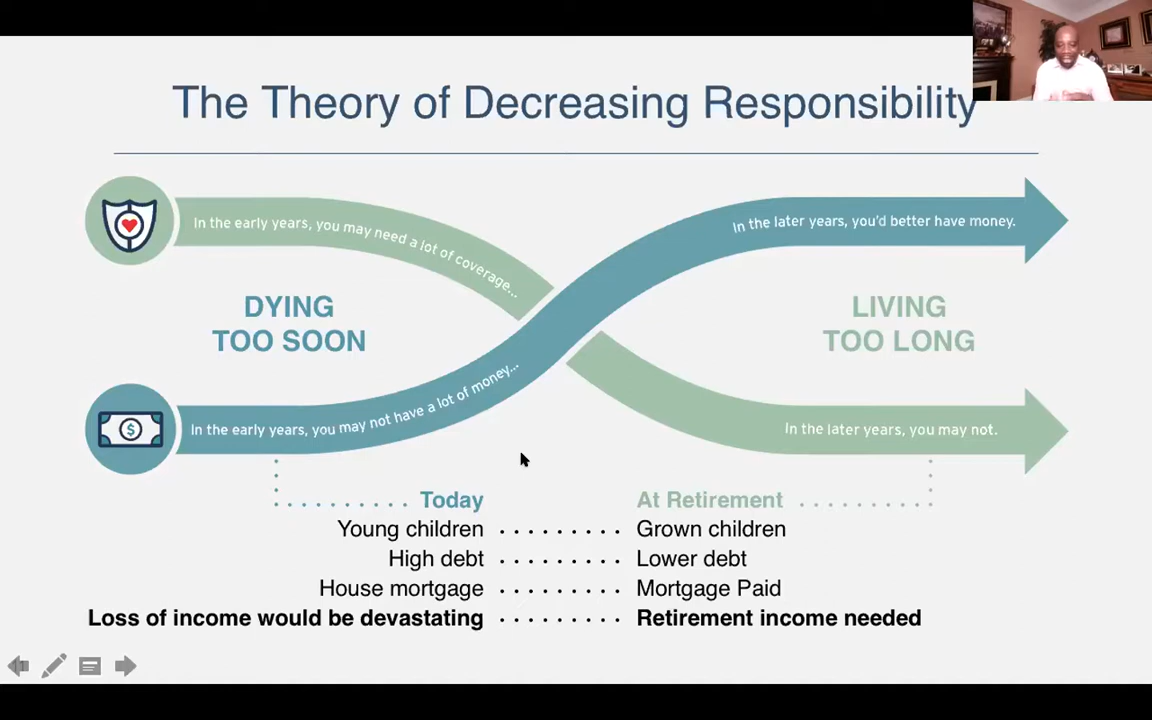 The Theory of Decreasing Responsibility
In the early years, you may need a lot of coverage...
In the later years, you'd better have money.
DYING
TOO SOON
LIVING
TOO LONG
In the early years, you may not have a lot of money...
In the later years, you may not.
Today
At Retirement
Young children
Grown children
High debt
Lower debt
House mortgage
Mortgage Paid
Loss of income would be devastating
Retirement income needed